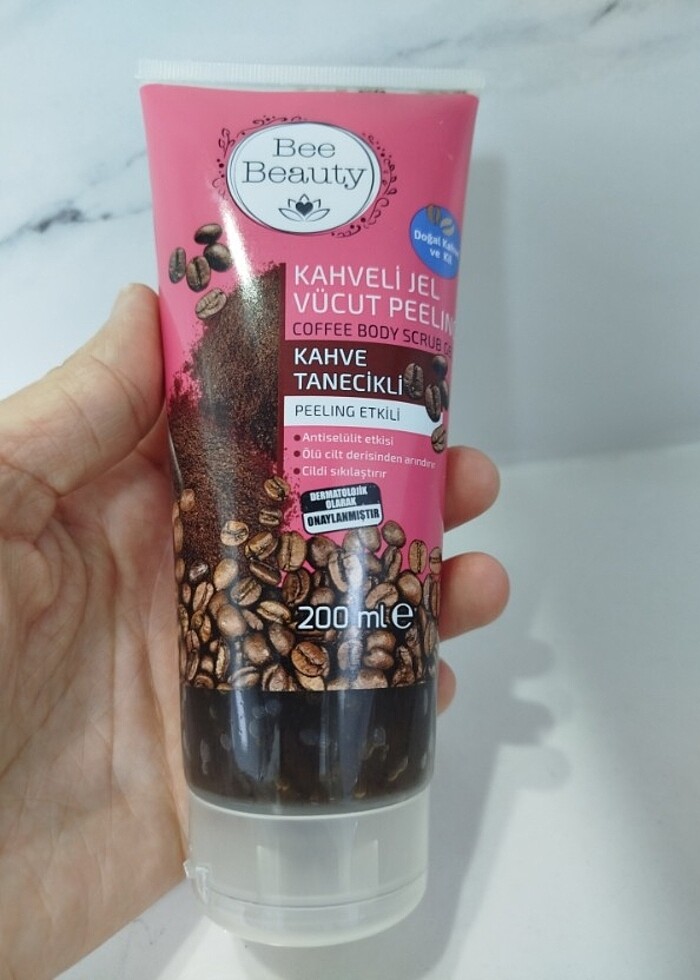 Bee
Beauty
Doğal Kahve
ve Kil
KAHVELİ JEL
VÜCUT PEELIN
COFFEE BODY SCRUB
KAHVE
TANECİKLİ
PEELING ETKİLİ
Antiselülit etkisi
Ölü cilt derisinden arındırır
Cildi sıkılaştırır
DERMATOLOJİK
OLARAK
ONAYLANMIŞTIR
200 ml e